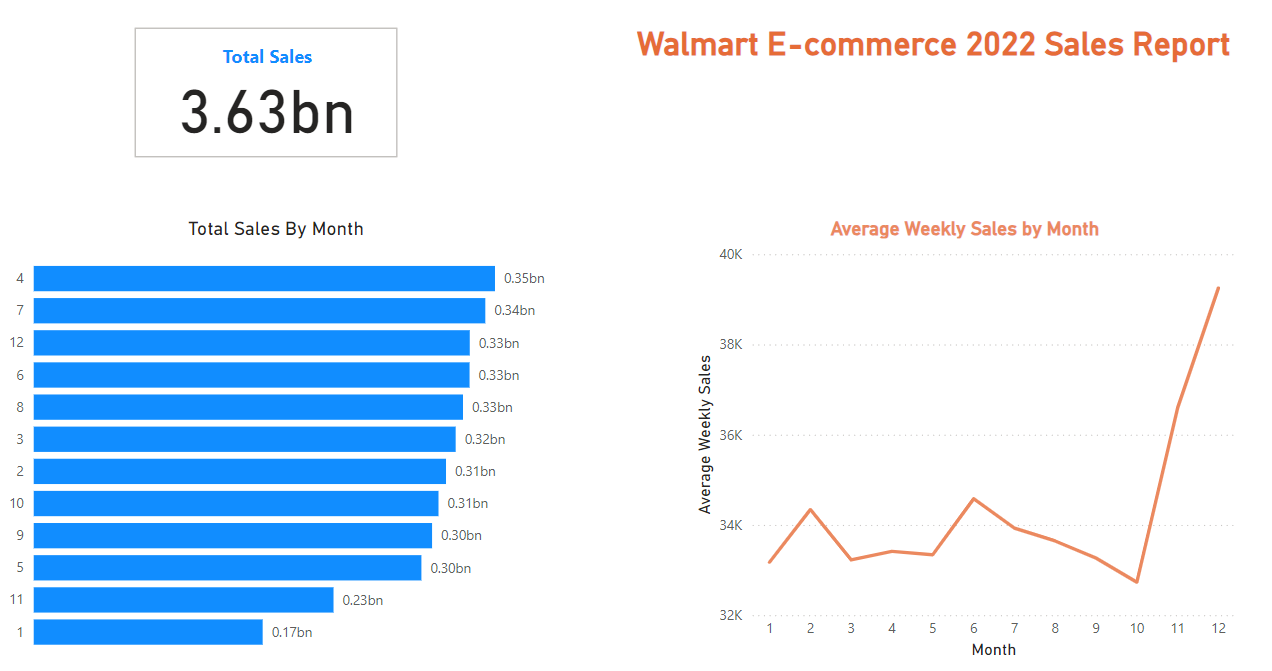 Walmart E-commerce 2022 Sales Report
Total Sales
3.63bn
Total Sales By Month
4 0.35bn
7 0.34bn
12 0.33bn
6 0.33bn
8 0.33bn
3 0.32bn
2 0.31bn
10 0.31bn
9 0.30bn
5 0.30bn
11 0.23bn
1 0.17bn
Average Weekly Sales by Month
Average Weekly Sales
40K
38K
36K
34K
32K
1 2 3 4 5 6 7 8 9 10 11 12
Month